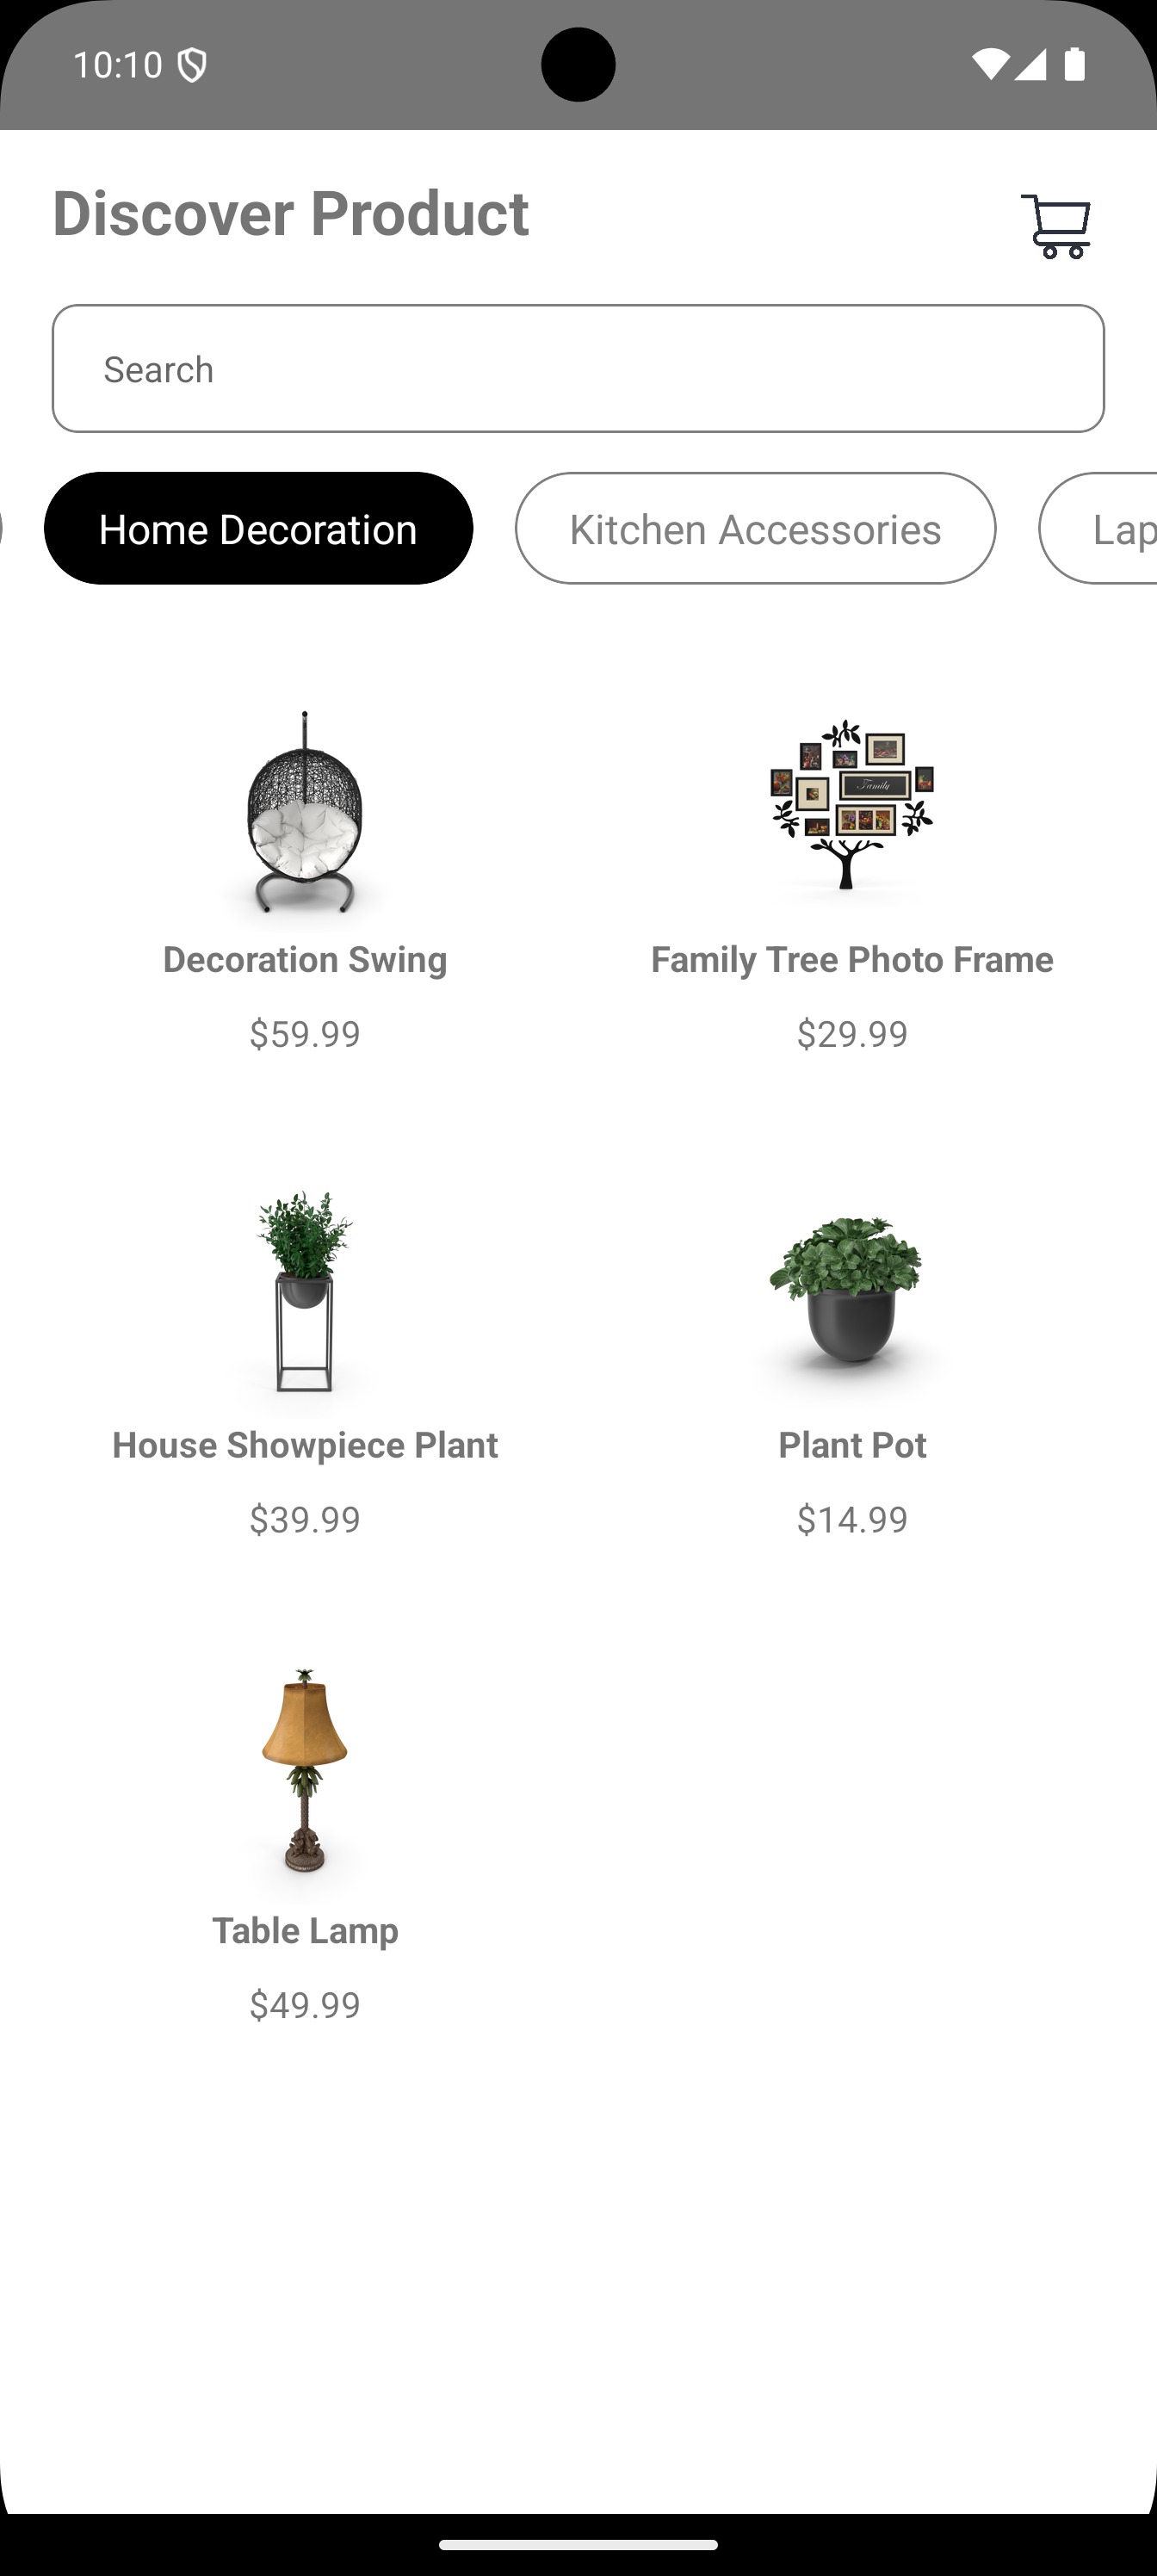 10:10
Discover Product
Search
Home Decoration
Kitchen Accessories
Lap
Family
Decoration Swing
Family Tree Photo Frame
$59.99
$29.99
House Showpiece Plant
Plant Pot
$39.99
$14.99
Table Lamp
$49.99